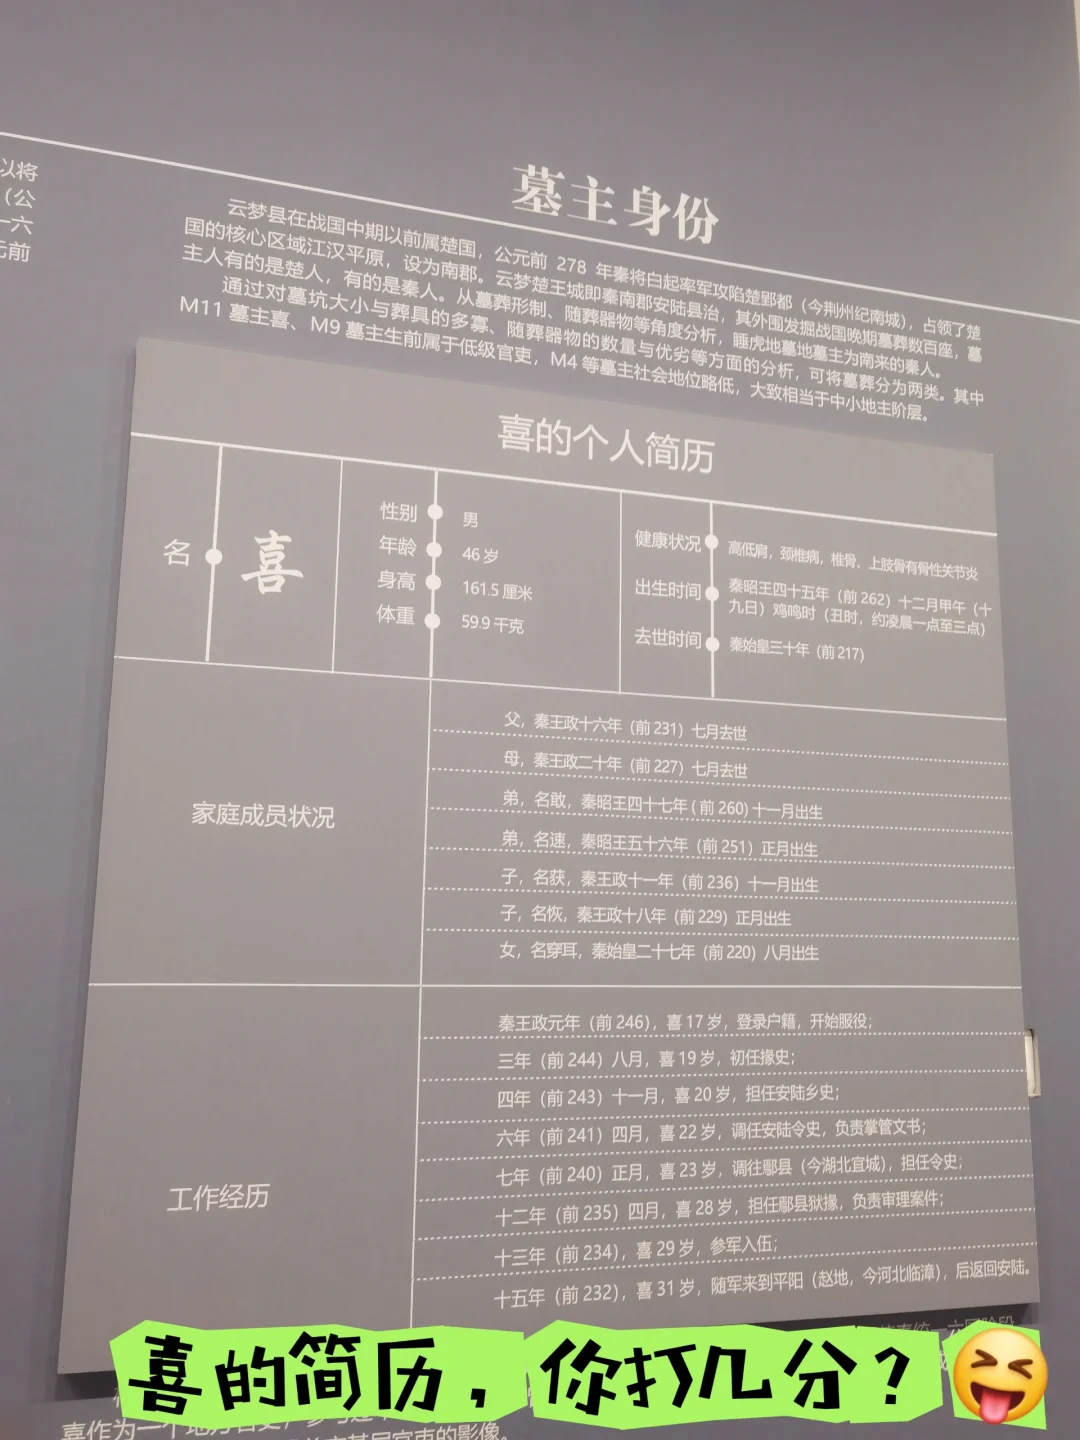 以将
（公
一六
元前
墓主身份
云梦县在战国中期以前属楚国，公元前 278 年秦将白起率军攻陷楚郢都（今荆州纪南城），占领了楚
国的核心区域江汉平原，设为南郡。云梦楚王城即秦南郡安陆县治，其外围发掘战国晚期墓葬数百座，墓
主人有的是楚人，有的是秦人。从墓葬形制、随葬器物等角度分析，睡虎地墓地墓主为南来的秦人。
通过对墓坑大小与葬具的多寡、随葬器物的数量与优劣等方面的分析，可将墓葬分为两类。其中
M11 墓主喜、M9 墓主生前属于低级官吏，M4 等墓主社会地位略低，大致相当于中小地主阶层。
喜的个人简历
名 喜
性别 男
年龄 46 岁
身高 161.5 厘米
体重 59.9 千克
健康状况 高低肩，颈椎病，椎骨、上肢骨有骨性关节炎
出生时间 秦昭王四十五年（前 262）十二月甲午（十
九日）鸡鸣时（丑时，约凌晨一点至三点）
去世时间 秦始皇三十年（前 217）
家庭成员状况
父，秦王政十六年（前 231）七月去世
母，秦王政二十年（前 227）七月去世
弟，名敢，秦昭王四十七年（前 260）十一月出生
弟，名速，秦昭王五十六年（前 251）正月出生
子，名获，秦王政十一年（前 236）十一月出生
子，名恢，秦王政十八年（前 229）正月出生
女，名穿耳，秦始皇二十七年（前 220）八月出生
工作经历
秦王政元年（前 246），喜 17 岁，登录户籍，开始服役；
三年（前 244）八月，喜 19 岁，初任掾史；
四年（前 243）十一月，喜 20 岁，担任安陆乡史；
六年（前 241）四月，喜 22 岁，调任安陆令史，负责掌管文书；
七年（前 240）正月，喜 23 岁，调往鄢县（今湖北宜城），担任令史；
十二年（前 235）四月，喜 28 岁，担任鄢县狱掾，负责审理案件；
十三年（前 234），喜 29 岁，参军入伍；
十五年（前 232），喜 31 岁，随军来到平阳（赵地，今河北临漳），后返回安陆。
喜的简历，你打几分？
喜作为一个地方
基层官吏的影像。